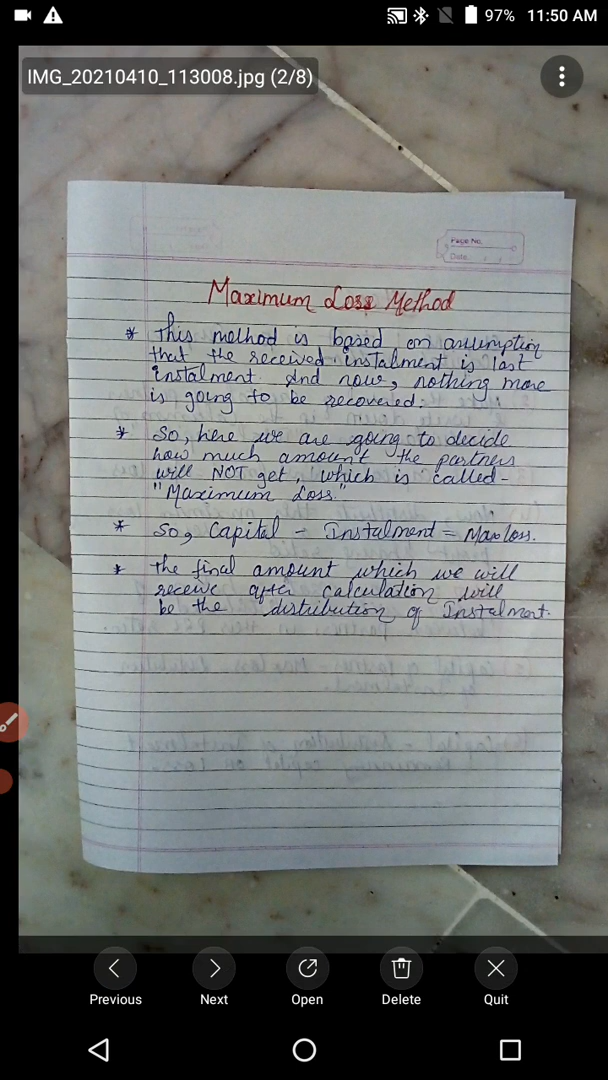 97% 11:50 AM
IMG_20210410_113008.jpg (2/8)
Page No.
Date
Maximum Loss Method
* This method is based on assumption
that the received instalment is last
instalment And now, nothing more
is going to be recovered.
* So, here we are going to decide
how much amount the partners
will NOT get, which is called-
"Maximum Loss."
* So, Capital - Instalment = Max loss.
* The final amount which we will
receive after calculation will
be the distribution of Instalment.
Previous Next Open Delete Quit